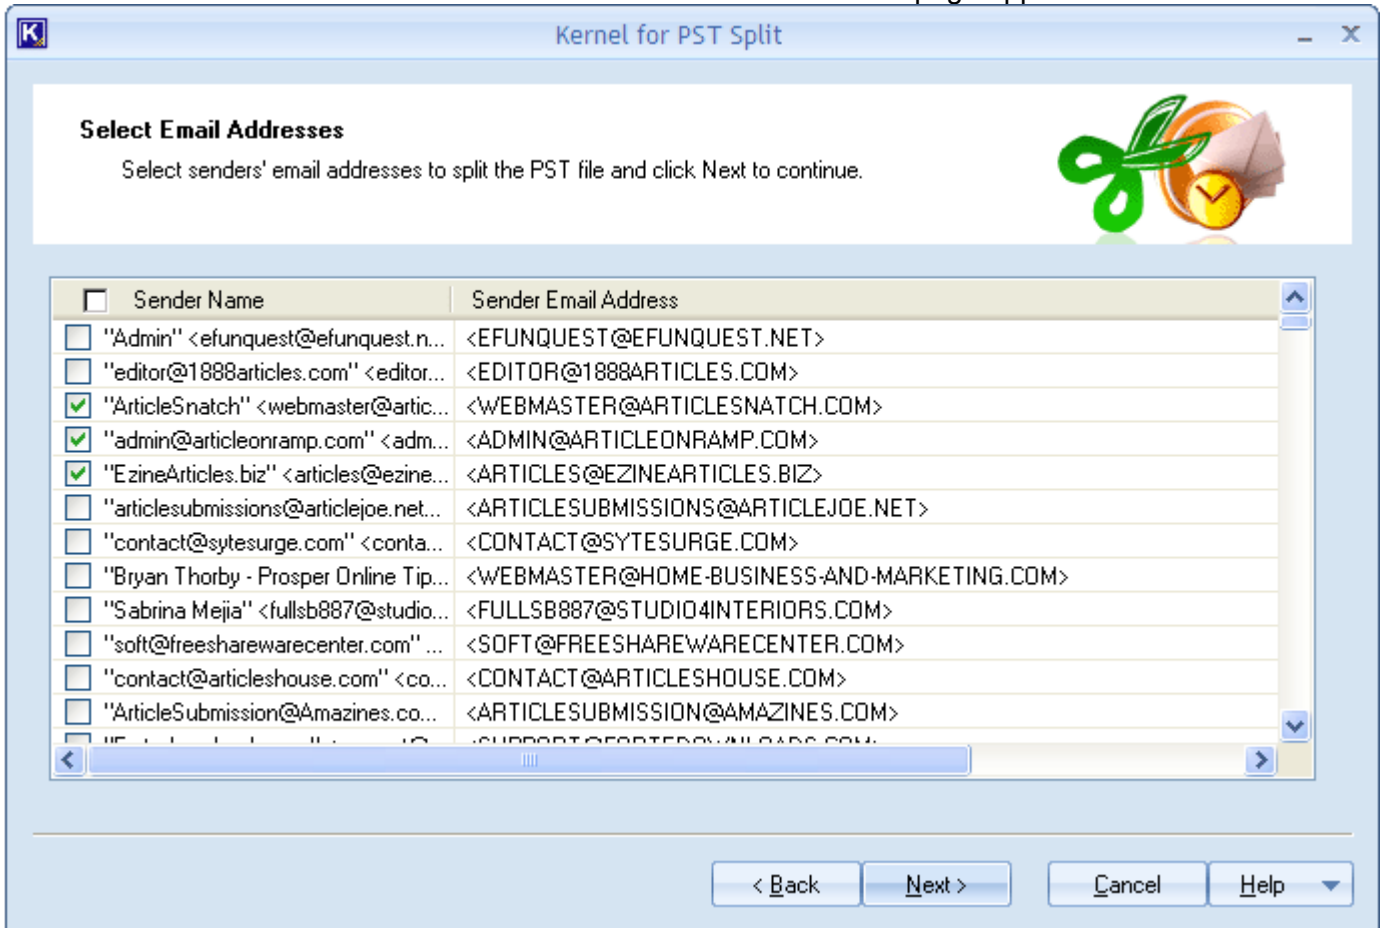 Kernel for PST Split
Select Email Addresses
Select senders' email addresses to split the PST file and click Next to continue.
Sender Name Sender Email Address
"Admin" <efunquest@efunquest.n... <EFUNQUEST@EFUNQUEST.NET>
"editor@1888articles.com" <editor... <EDITOR@1888ARTICLES.COM>
"ArticleSnatch" <webmaster@artic... <WEBMASTER@ARTICLESNATCH.COM>
"admin@articleonramp.com" <adm... <ADMIN@ARTICLEONRAMP.COM>
"EzineArticles.biz" <articles@ezine... <ARTICLES@EZINEARTICLES.BIZ>
"articlesubmissions@articlejoe.net... <ARTICLESUBMISSIONS@ARTICLEJOE.NET>
"contact@sytesurge.com" <conta... <CONTACT@SYTESURGE.COM>
"Bryan Thorby - Prosper Online Tip... <WEBMASTER@HOME-BUSINESS-AND-MARKETING.COM>
"Sabrina Mejia" <fullsb887@studio... <FULLSB887@STUDIO4INTERIORS.COM>
"soft@freesharewarecenter.com" ... <SOFT@FREESHAREWARECENTER.COM>
"contact@articleshouse.com" <co... <CONTACT@ARTICLESHOUSE.COM>
"ArticleSubmission@Amazines.co... <ARTICLESUBMISSION@AMAZINES.COM>
<SUPPORT@FORTEDOWNLOADS.COM>
< Back Next > Cancel Help